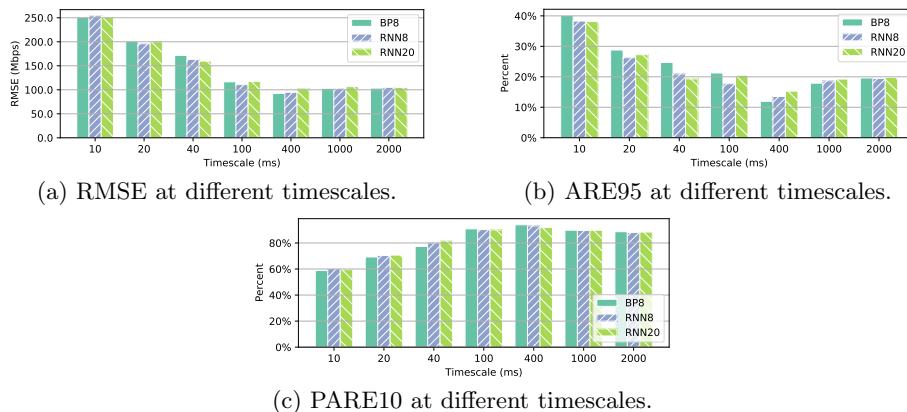 250.0
200.0
150.0
100.0
50.0
0.0
RMSE (Mbps)
BP8
RNN8
RNN20
10 20 40 100 400 1000 2000
Timescale (ms)
(a) RMSE at different timescales.
40%
30%
20%
10%
0%
Percent
BP8
RNN8
RNN20
10 20 40 100 400 1000 2000
Timescale (ms)
(b) ARE95 at different timescales.
80%
60%
40%
20%
0%
Percent
BP8
RNN8
RNN20
10 20 40 100 400 1000 2000
Timescale (ms)
(c) PARE10 at different timescales.